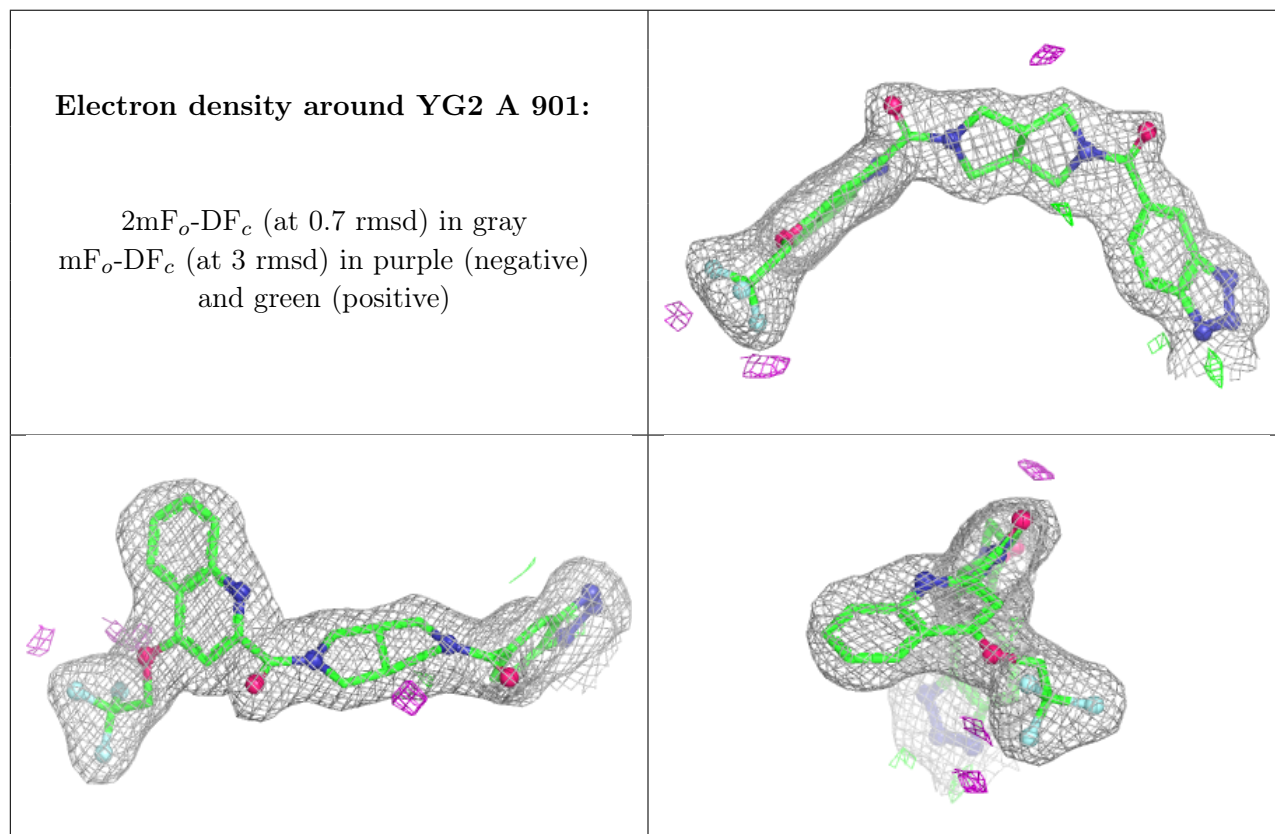 Electron density around YG2 A 901:
2mFₒ-DF𝒸 (at 0.7 rmsd) in gray
mFₒ-DF𝒸 (at 3 rmsd) in purple (negative)
and green (positive)